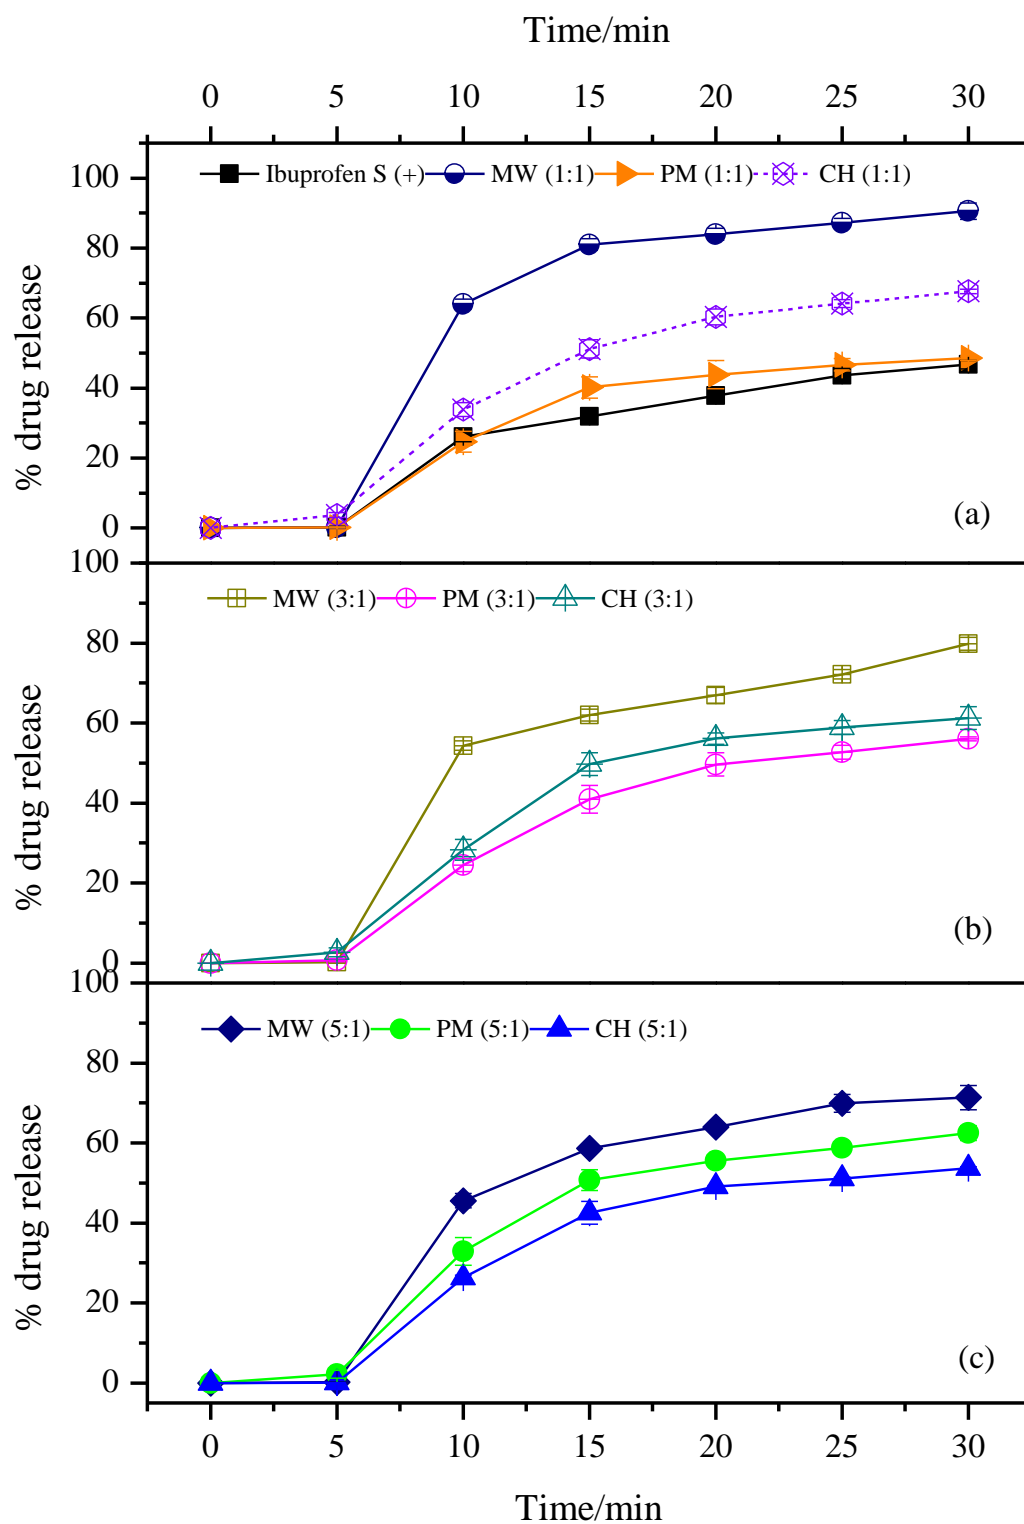 Time/min
0 5 10 15 20 25 30
Ibuprofen S (+) MW (1:1) PM (1:1) CH (1:1)
100
80
60
40
20
0
% drug release
(a)
MW (3:1) PM (3:1) CH (3:1)
100
80
60
40
20
0
% drug release
(b)
MW (5:1) PM (5:1) CH (5:1)
100
80
60
40
20
0
% drug release
(c)
0 5 10 15 20 25 30
Time/min